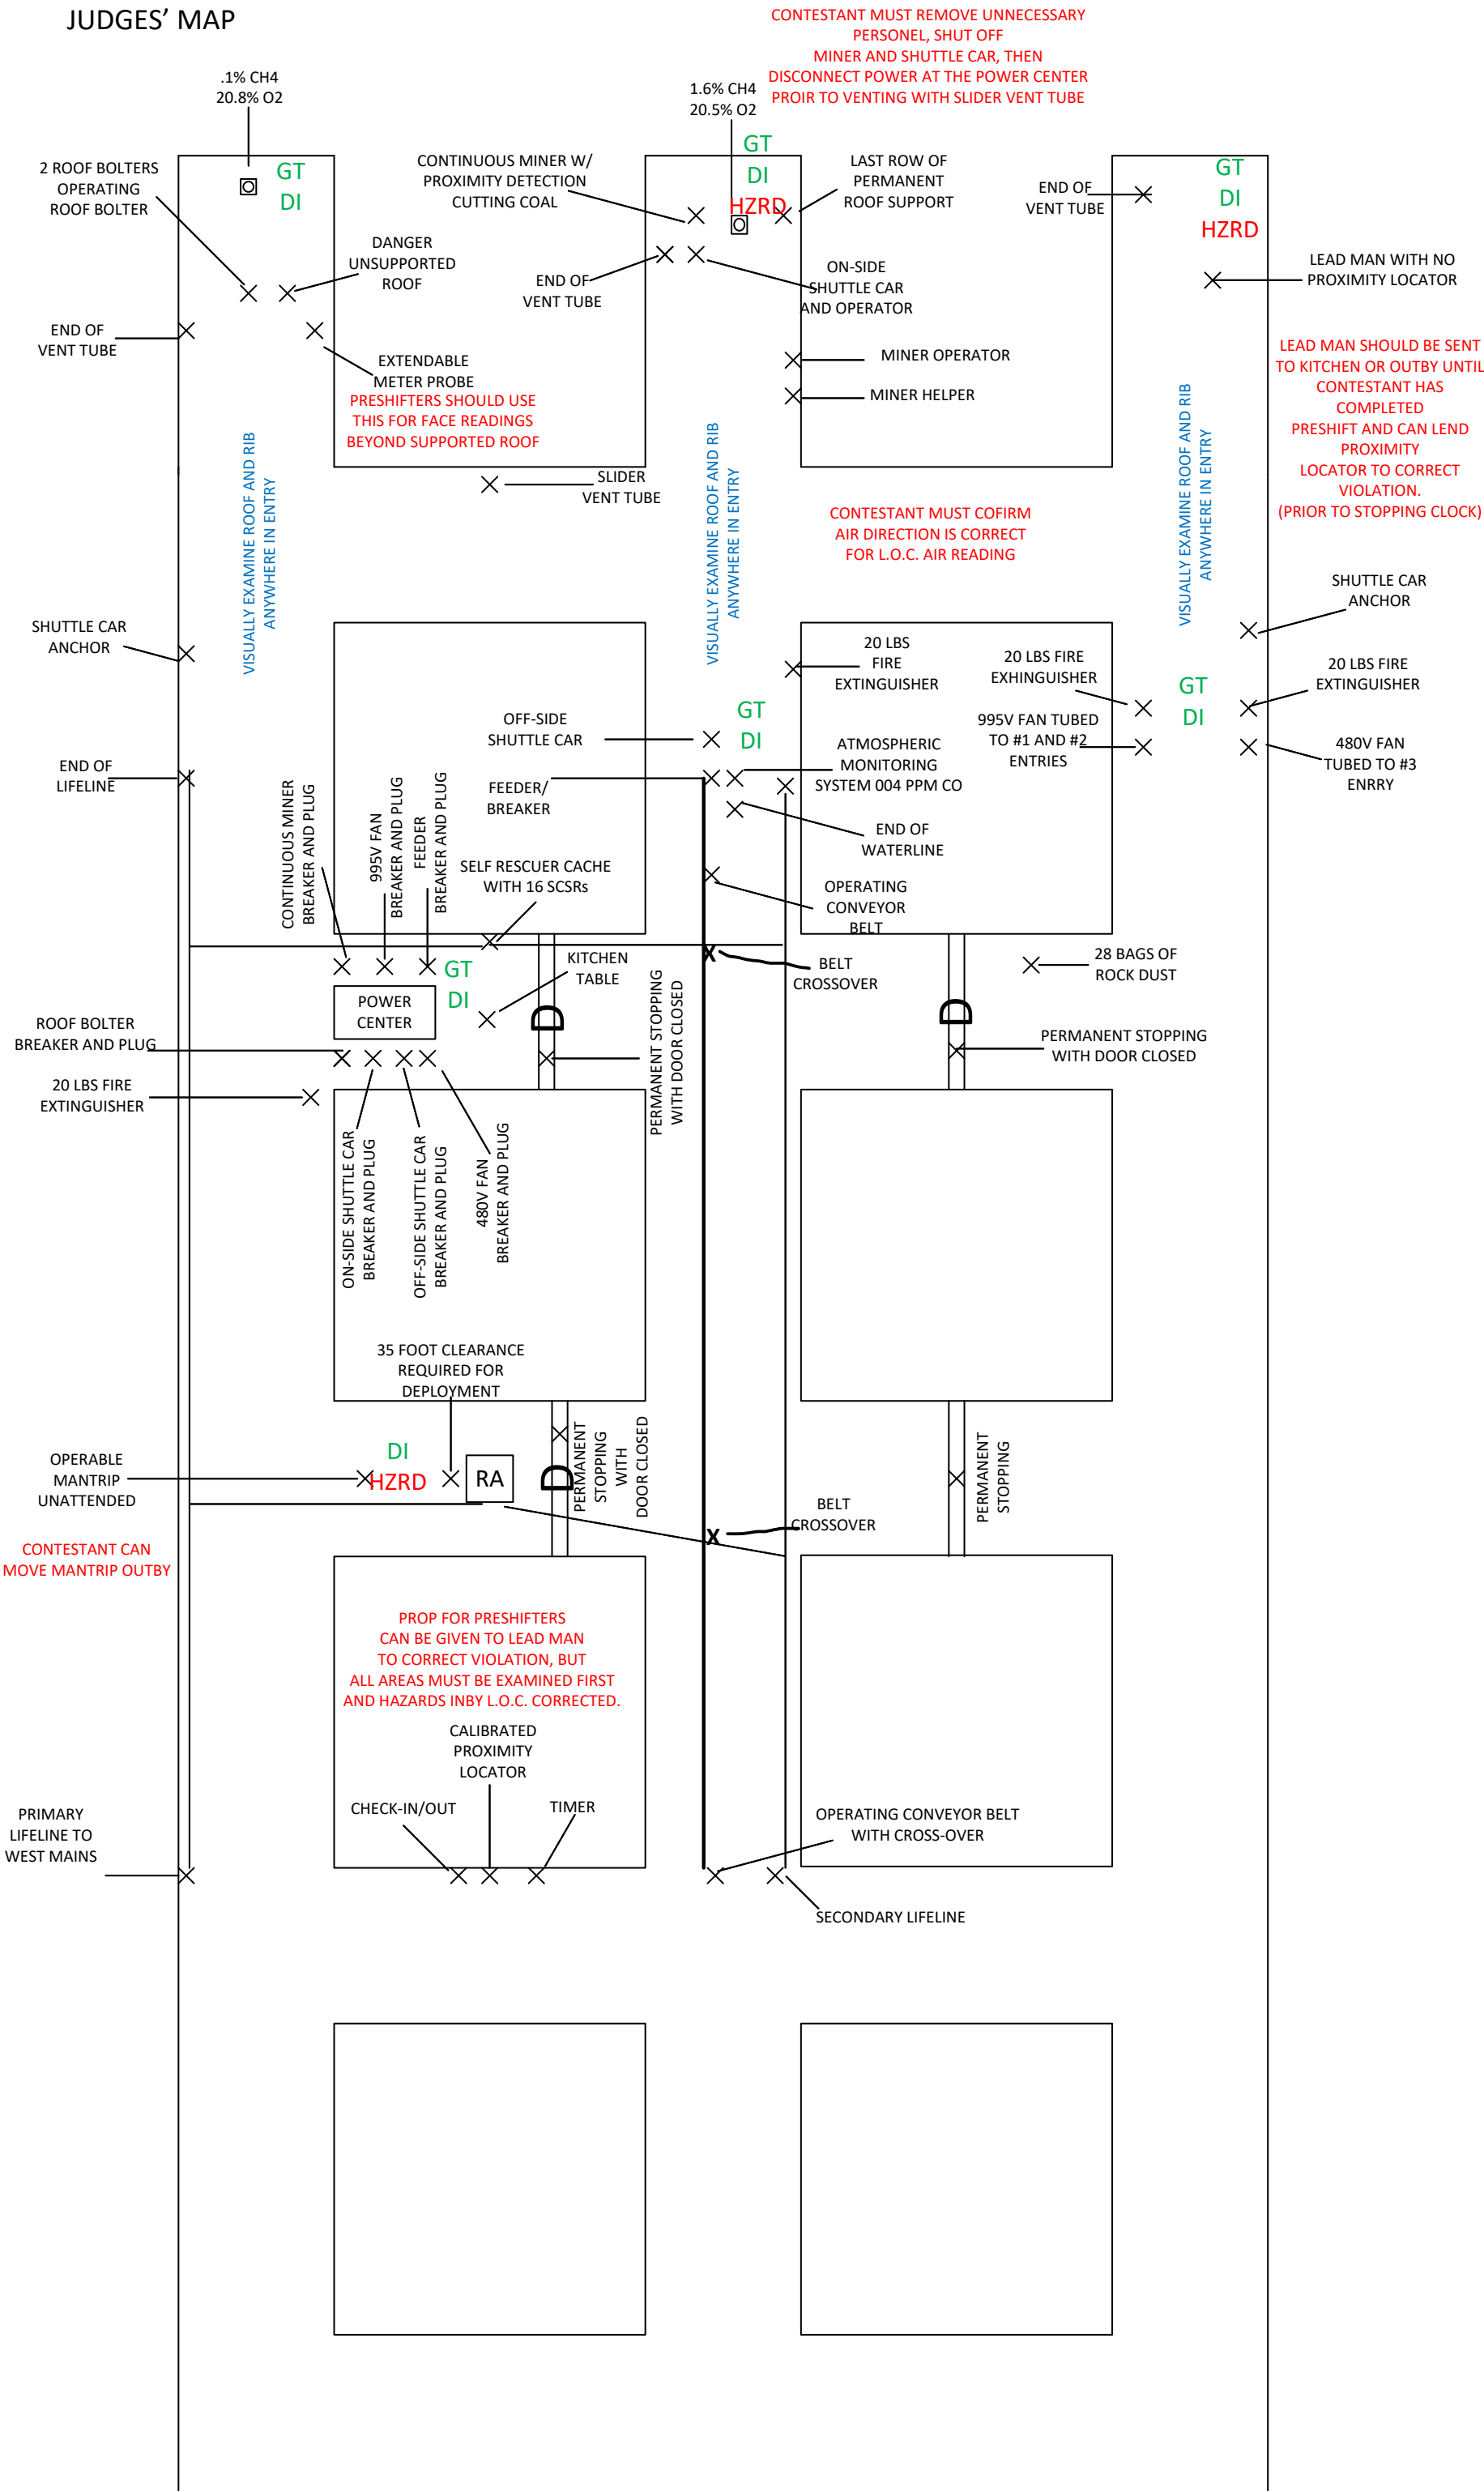 JUDGES' MAP
CONTESTANT MUST REMOVE UNNECESSARY
PERSONEL, SHUT OFF
MINER AND SHUTTLE CAR, THEN
DISCONNECT POWER AT THE POWER CENTER
PROIR TO VENTING WITH SLIDER VENT TUBE
.1% CH4
20.8% O2
1.6% CH4
20.5% O2
2 ROOF BOLTERS
OPERATING
ROOF BOLTER
GT
DI
CONTINUOUS MINER W/
PROXIMITY DETECTION
CUTTING COAL
GT
DI
HZRD
LAST ROW OF
PERMANENT
ROOF SUPPORT
END OF
VENT TUBE
GT
DI
HZRD
DANGER
UNSUPPORTED
ROOF
END OF
VENT TUBE
ON-SIDE
SHUTTLE CAR
AND OPERATOR
LEAD MAN WITH NO
PROXIMITY LOCATOR
END OF
VENT TUBE
EXTENDABLE
METER PROBE
PRESHIFTERS SHOULD USE
THIS FOR FACE READINGS
BEYOND SUPPORTED ROOF
MINER OPERATOR
MINER HELPER
LEAD MAN SHOULD BE SENT
TO KITCHEN OR OUTBY UNTIL
CONTESTANT HAS
COMPLETED
PRESHIFT AND CAN LEND
PROXIMITY
LOCATOR TO CORRECT
VIOLATION.
(PRIOR TO STOPPING CLOCK)
VISUALLY EXAMINE ROOF AND RIB
ANYWHERE IN ENTRY
SLIDER
VENT TUBE
VISUALLY EXAMINE ROOF AND RIB
ANYWHERE IN ENTRY
CONTESTANT MUST COFIRM
AIR DIRECTION IS CORRECT
FOR L.O.C. AIR READING
VISUALLY EXAMINE ROOF AND RIB
ANYWHERE IN ENTRY
SHUTTLE CAR
ANCHOR
SHUTTLE CAR
ANCHOR
20 LBS
FIRE
EXTINGUISHER
20 LBS FIRE
EXHINGUISHER
GT
DI
20 LBS FIRE
EXTINGUISHER
OFF-SIDE
SHUTTLE CAR
GT
DI
995V FAN TUBED
TO #1 AND #2
ENTRIES
480V FAN
TUBED TO #3
ENRRY
END OF
LIFELINE
FEEDER/
BREAKER
ATMOSPHERIC
MONITORING
SYSTEM 004 PPM CO
END OF
WATERLINE
CONTINUOUS MINER
BREAKER AND PLUG
995V FAN
BREAKER AND PLUG
FEEDER
BREAKER AND PLUG
SELF RESCUER CACHE
WITH 16 SCSRs
OPERATING
CONVEYOR
BELT
GT
DI
KITCHEN
TABLE
X
BELT
CROSSOVER
28 BAGS OF
ROCK DUST
POWER
CENTER
D
PERMANENT STOPPING
WITH DOOR CLOSED
D
PERMANENT STOPPING
WITH DOOR CLOSED
ROOF BOLTER
BREAKER AND PLUG
20 LBS FIRE
EXTINGUISHER
ON-SIDE SHUTTLE CAR
BREAKER AND PLUG
OFF-SIDE SHUTTLE CAR
BREAKER AND PLUG
480V FAN
BREAKER AND PLUG
35 FOOT CLEARANCE
REQUIRED FOR
DEPLOYMENT
OPERABLE
MANTRIP
UNATTENDED
DI
HZRD
RA
D
PERMANENT
STOPPING
WITH
DOOR CLOSED
X
BELT
CROSSOVER
PERMANENT
STOPPING
CONTESTANT CAN
MOVE MANTRIP OUTBY
PROP FOR PRESHIFTERS
CAN BE GIVEN TO LEAD MAN
TO CORRECT VIOLATION, BUT
ALL AREAS MUST BE EXAMINED FIRST
AND HAZARDS INBY L.O.C. CORRECTED.
CALIBRATED
PROXIMITY
LOCATOR
CHECK-IN/OUT
TIMER
PRIMARY
LIFELINE TO
WEST MAINS
OPERATING CONVEYOR BELT
WITH CROSS-OVER
SECONDARY LIFELINE